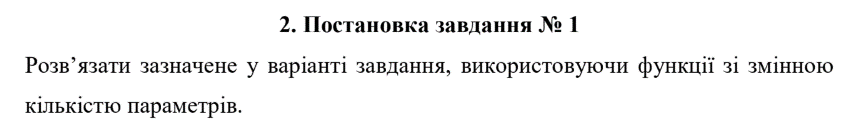 2. Постановка завдання № 1
Розв’язати зазначене у варіанті завдання, використовуючи функції зі змінною
кількістю параметрів.